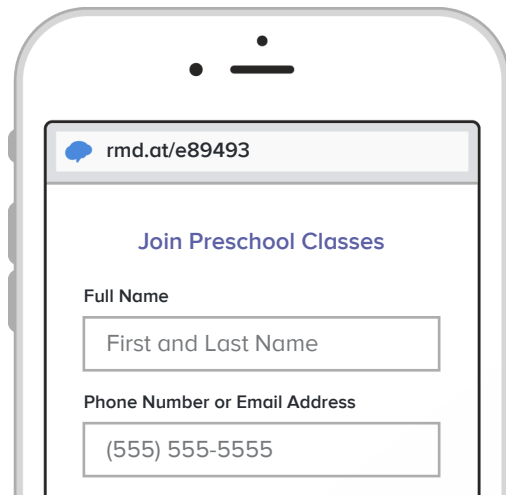 rmd.at/e89493
Join Preschool Classes
Full Name
First and Last Name
Phone Number or Email Address
(555) 555-5555